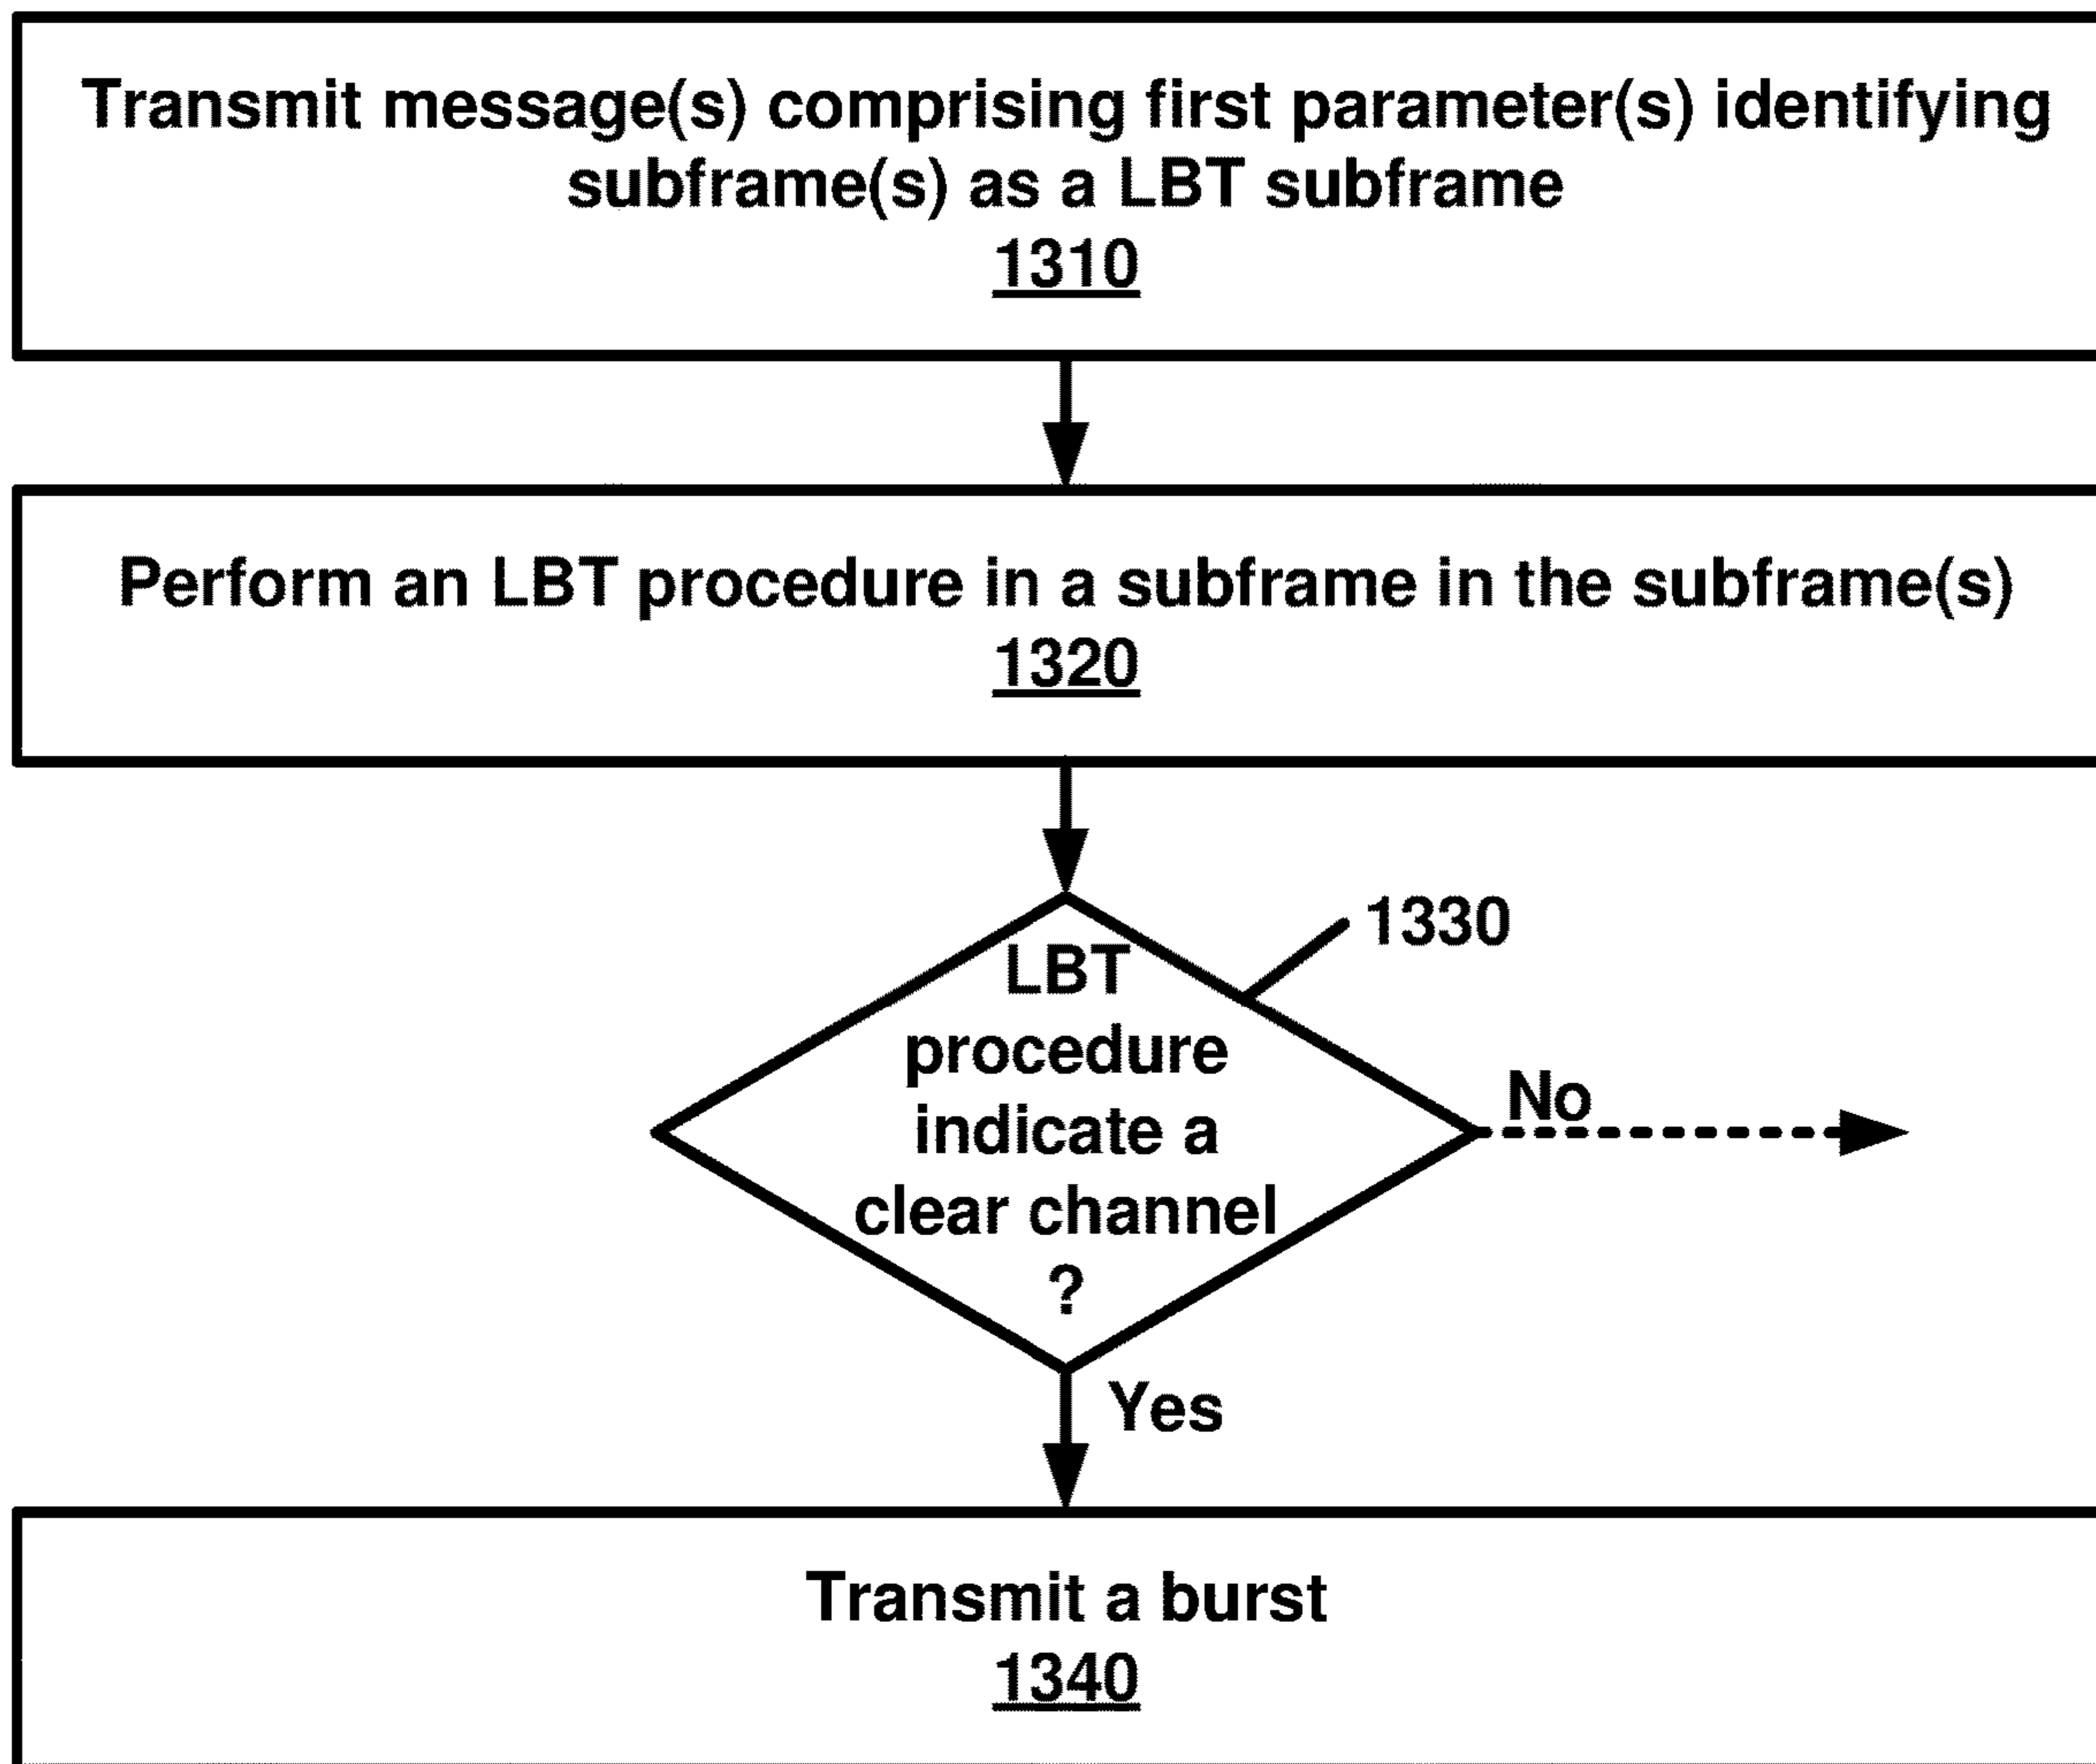 Transmit message(s) comprising first parameter(s) identifying
subframe(s) as a LBT subframe
1310
Perform an LBT procedure in a subframe in the subframe(s)
1320
1330
LBT
procedure
indicate a
clear channel
?
No
Yes
Transmit a burst
1340